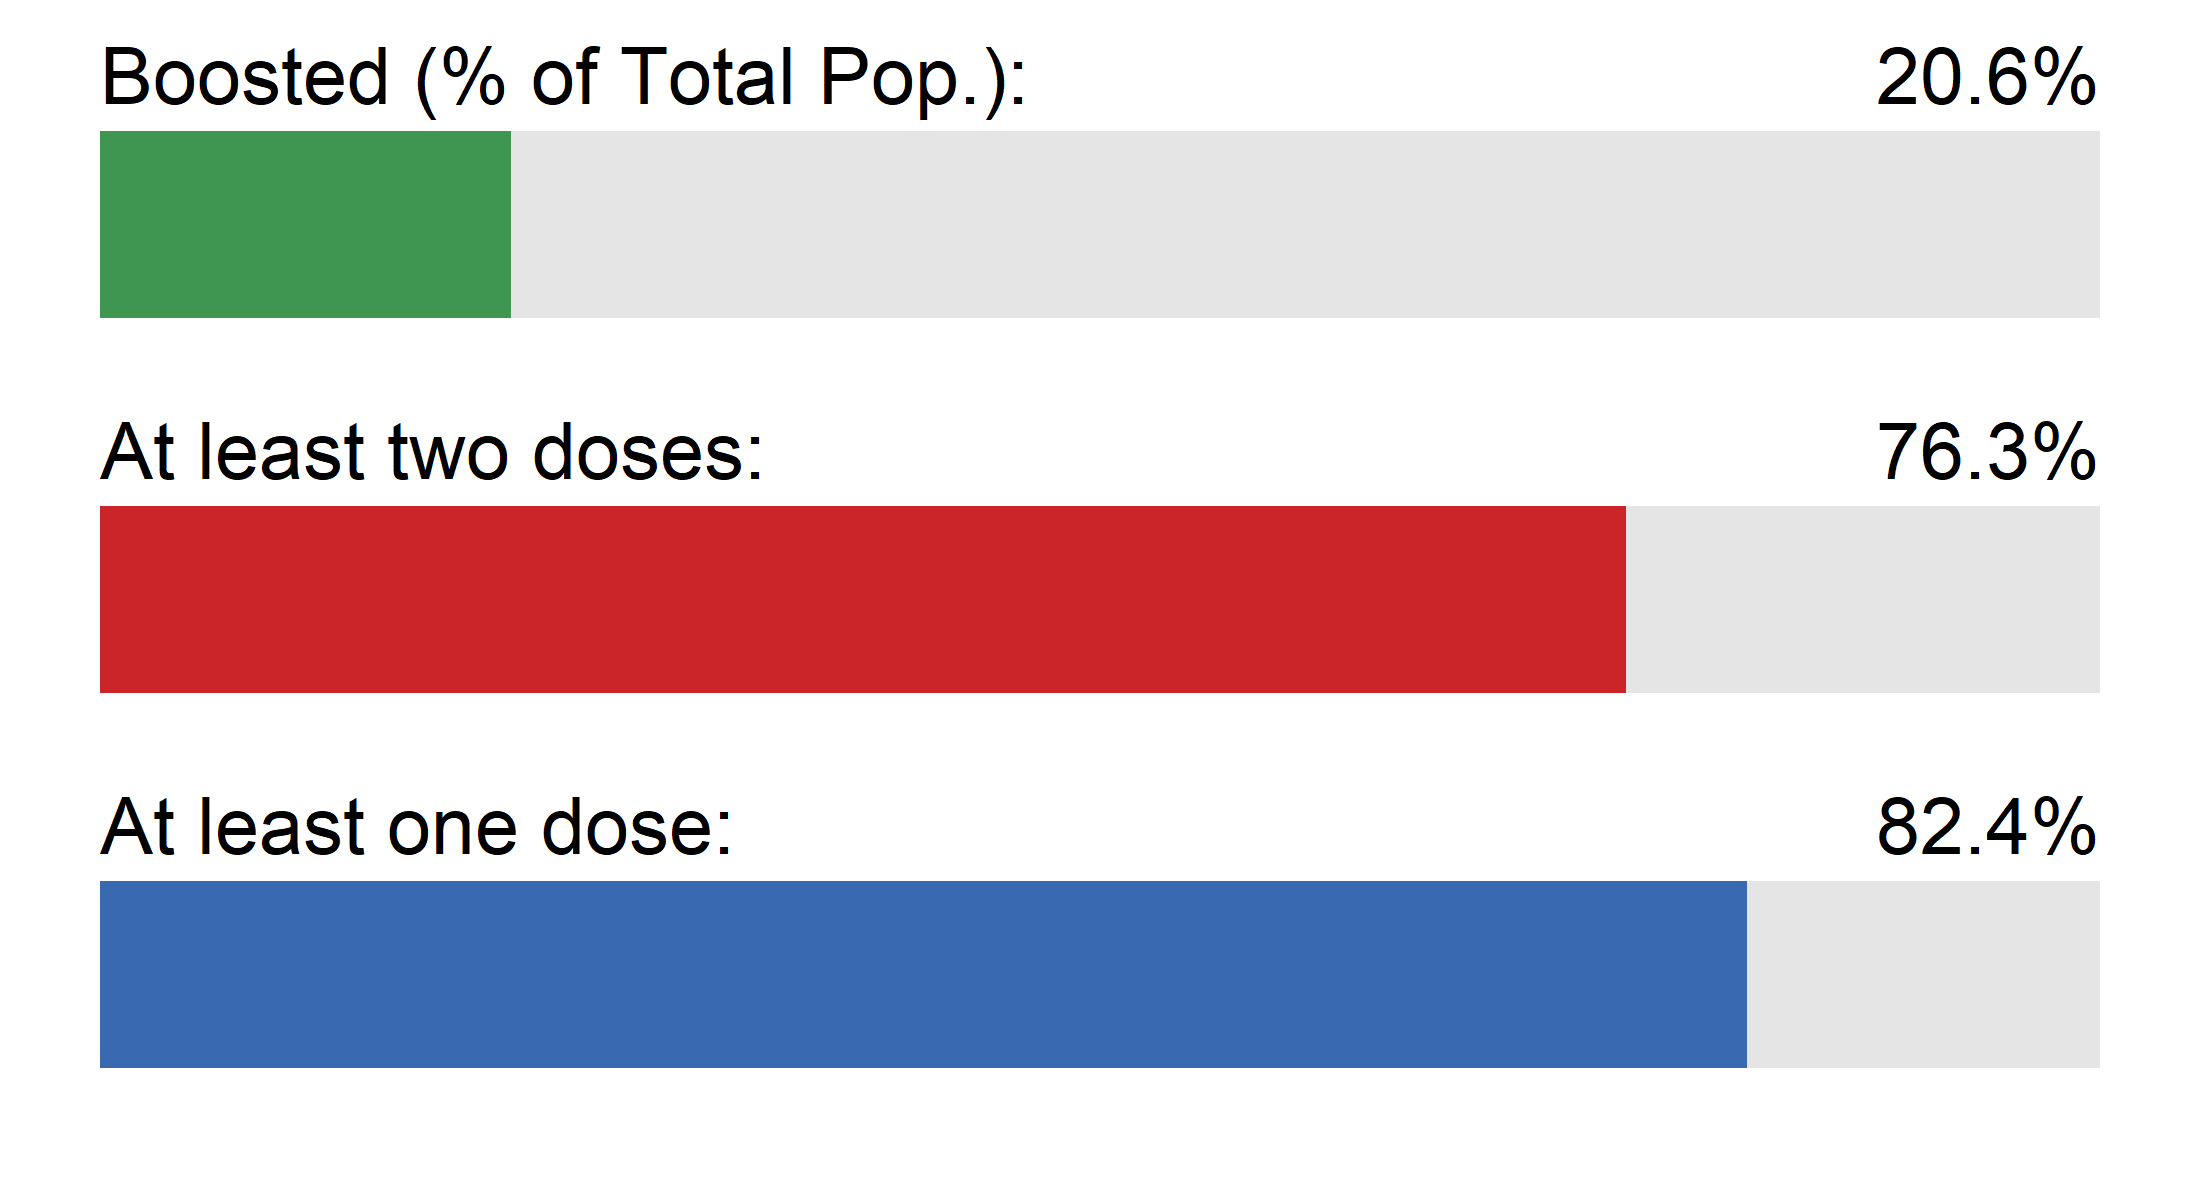 Boosted (% of Total Pop.): 20.6%
At least two doses: 76.3%
At least one dose: 82.4%